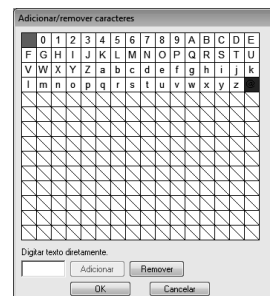 Adicionar/remover caracteres
0 1 2 3 4 5 6 7 8 9 A B C D E
F G H I J K L M N O P Q R S T U
V W X Y Z a b c d e f g h i j k
l m n o p q r s t u v w x y z
Digitar texto diretamente.
Adicionar Remover
OK Cancelar